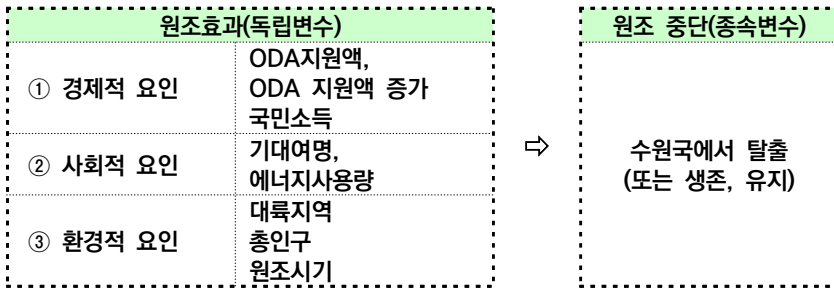 원조효과(독립변수)
원조 중단(종속변수)
① 경제적 요인
ODA지원액,
ODA 지원액 증가
국민소득
② 사회적 요인
기대여명,
에너지사용량
③ 환경적 요인
대륙지역
총인구
원조시기
⇨
수원국에서 탈출
(또는 생존, 유지)